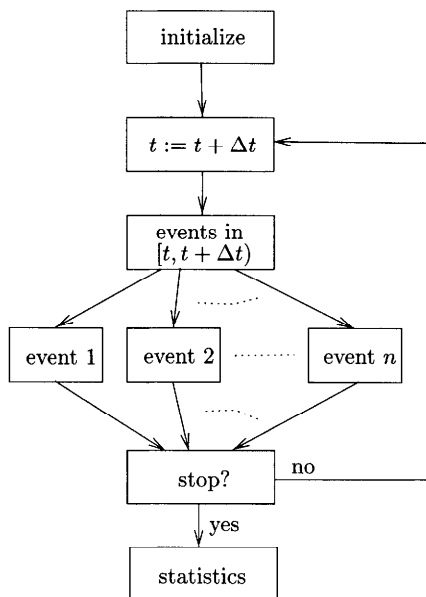 initialize
t := t + Δt
events in
[t, t + Δt)
event 1
event 2
event n
stop?
no
yes
statistics